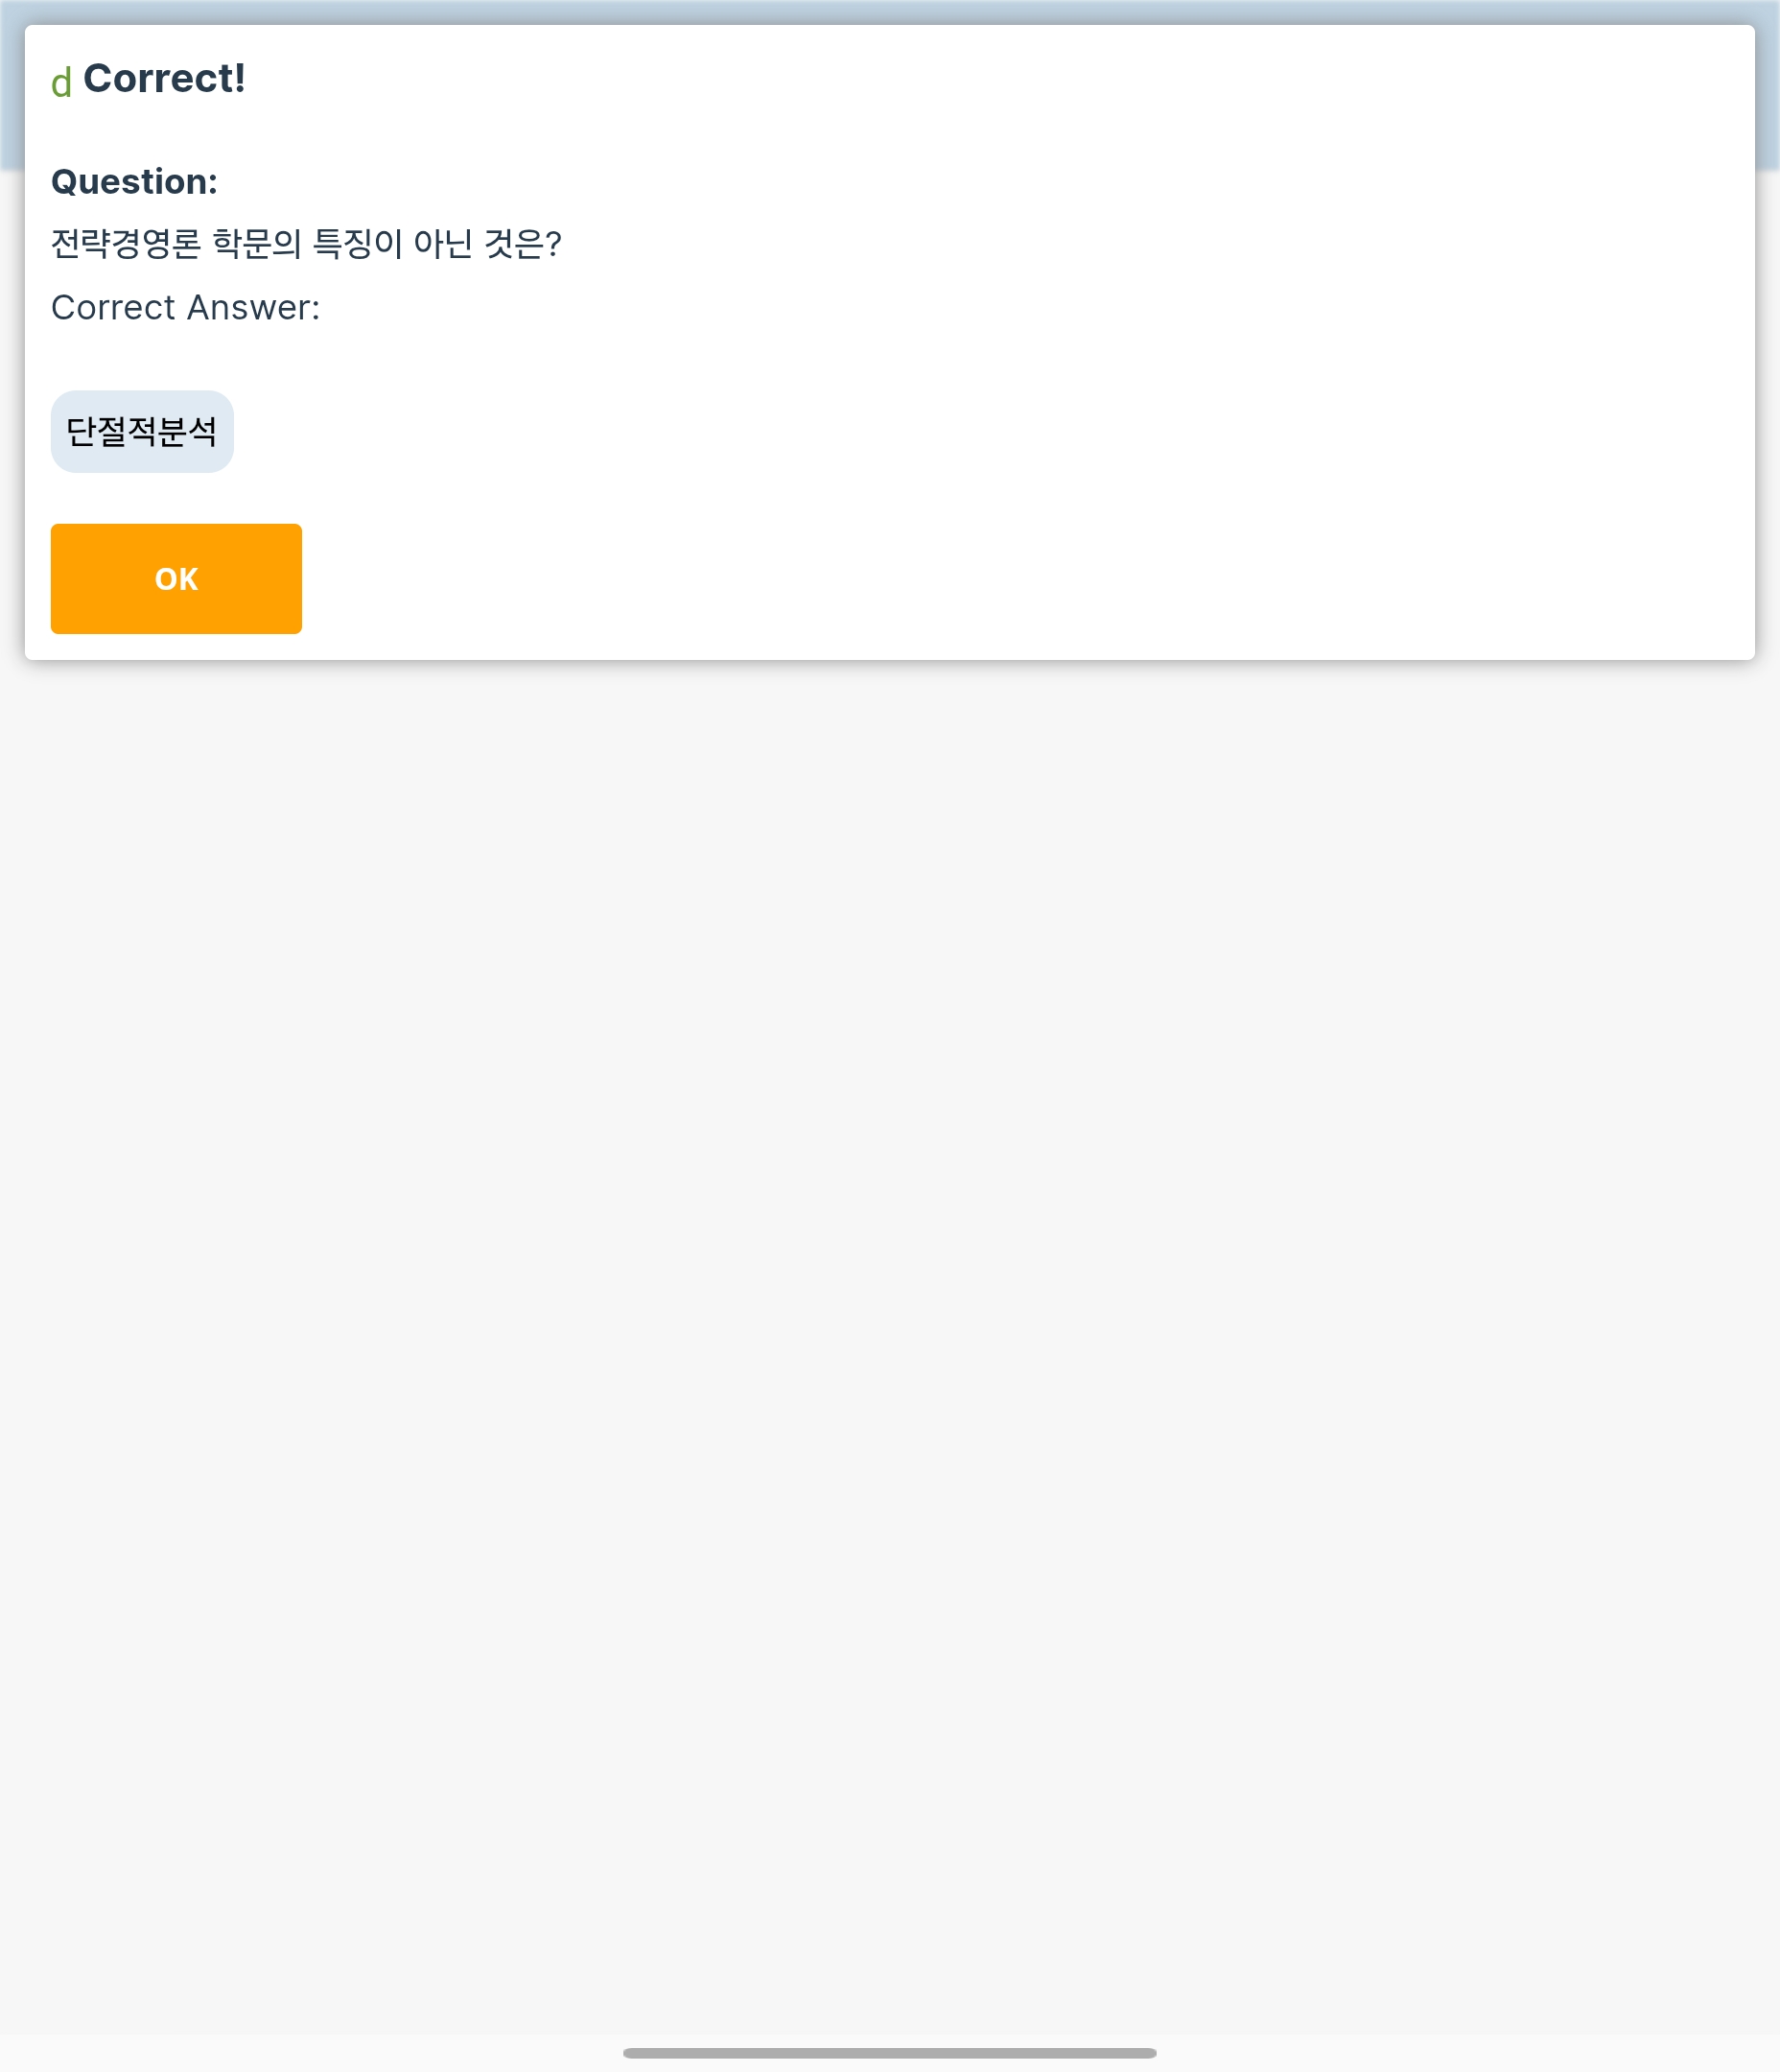 d Correct!
Question:
전략경영론 학문의 특징이 아닌 것은?
Correct Answer:
단절적분석
OK